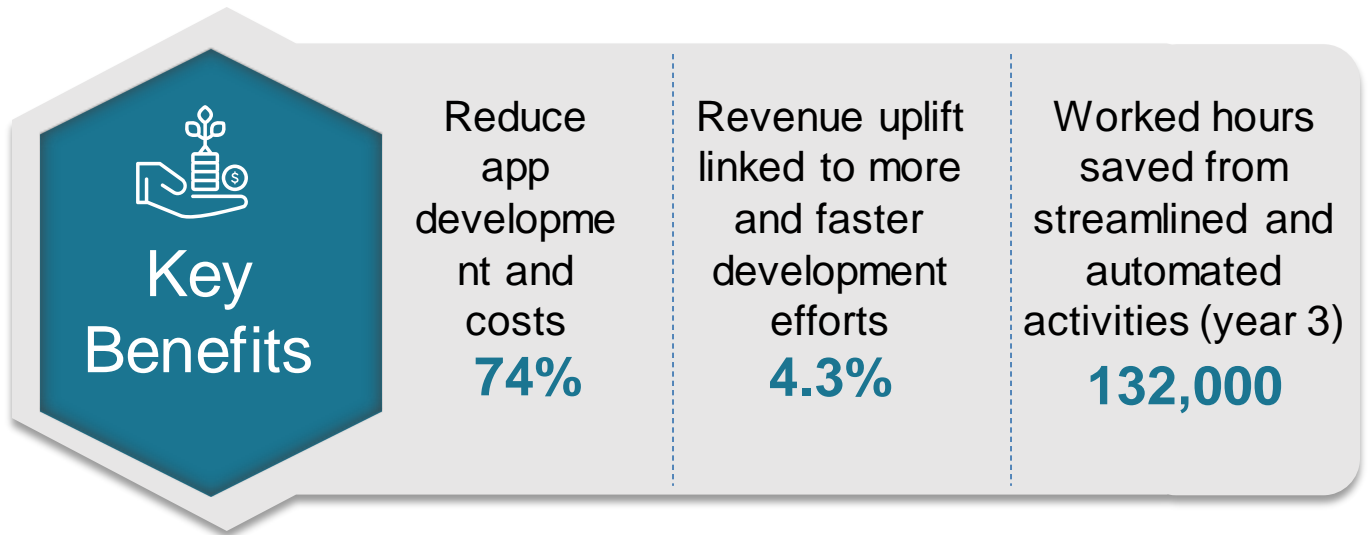 Key
Benefits
Reduce
app
developme
nt and
costs
74%
Revenue uplift
linked to more
and faster
development
efforts
4.3%
Worked hours
saved from
streamlined and
automated
activities (year 3)
132,000
$